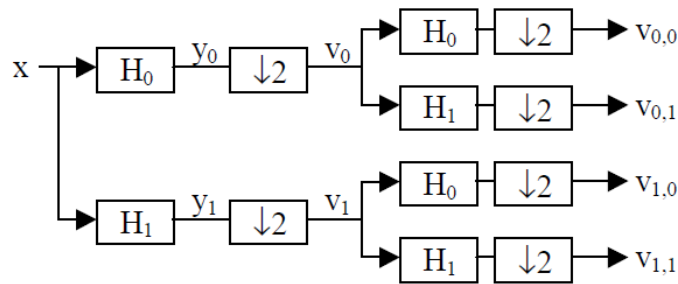 H₀ ↓2 v₀,₀
x H₀ y₀ ↓2 v₀
H₁ ↓2 v₀,₁
H₀ ↓2 v₁,₀
H₁ y₁ ↓2 v₁
H₁ ↓2 v₁,₁